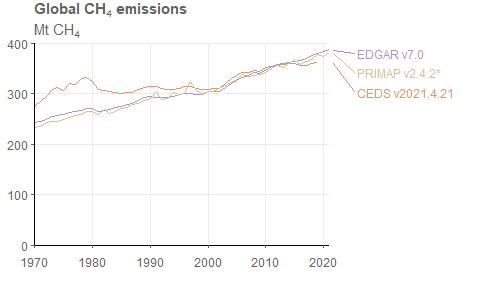 Global CH₄ emissions
Mt CH₄
400
300
200
100
0
1970 1980 1990 2000 2010 2020
EDGAR v7.0
PRIMAP v2.4.2*
CEDS v2021.4.21